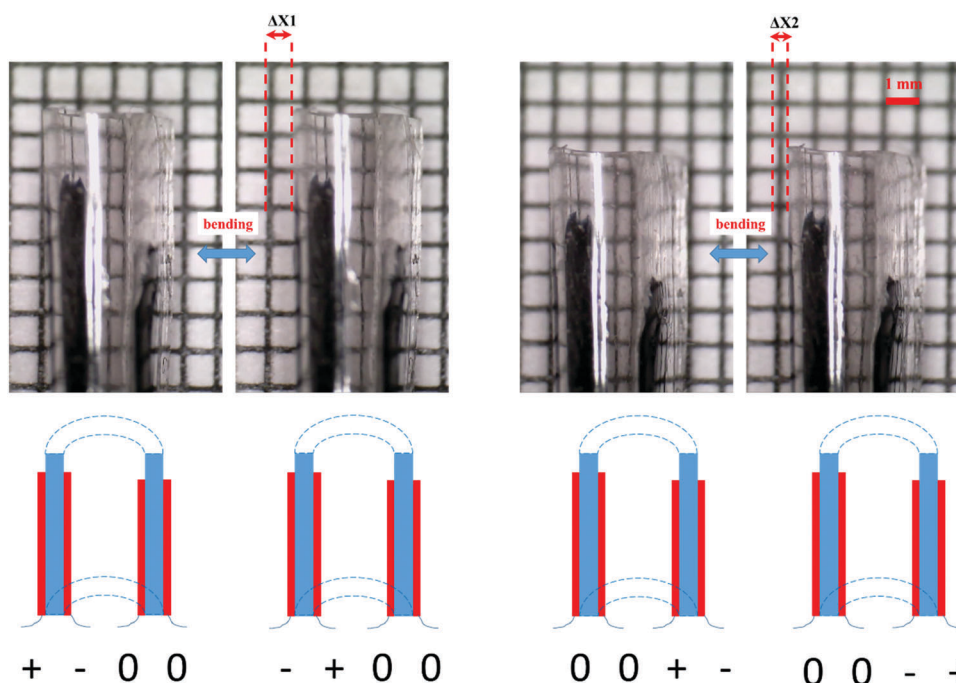 ΔX1
ΔX2
1 mm
bending
bending
+ - 0 0
- + 0 0
0 0 + -
0 0 -